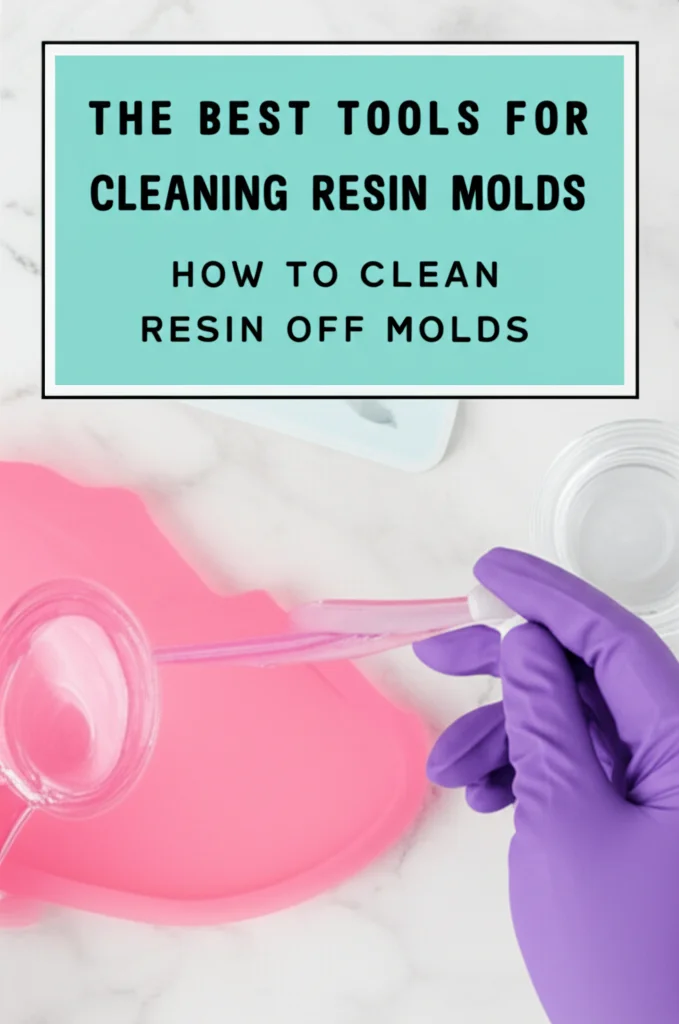 THE BEST TOOLS FOR
CLEANING RESIN MOLDS
HOW TO CLEAN
RESIN OFF MOLDS